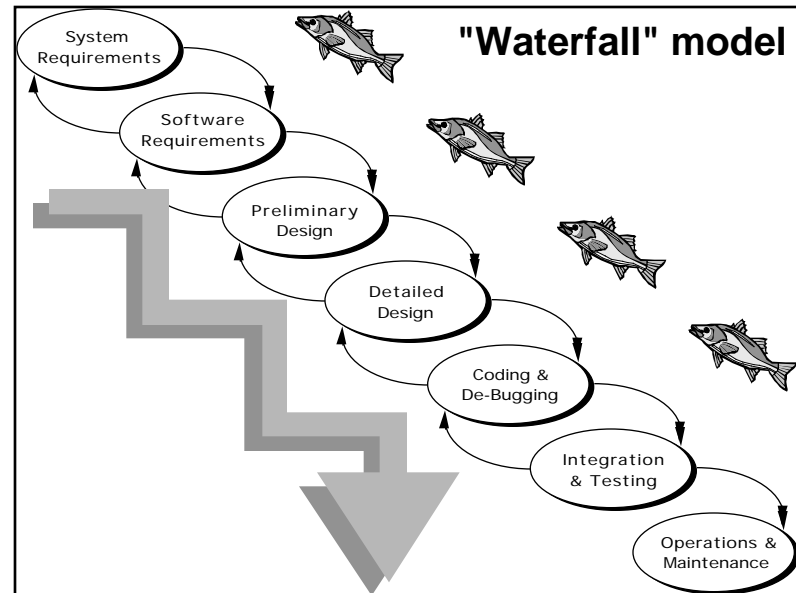 "Waterfall" model
System
Requirements
Software
Requirements
Preliminary
Design
Detailed
Design
Coding &
De-Bugging
Integration
& Testing
Operations &
Maintenance